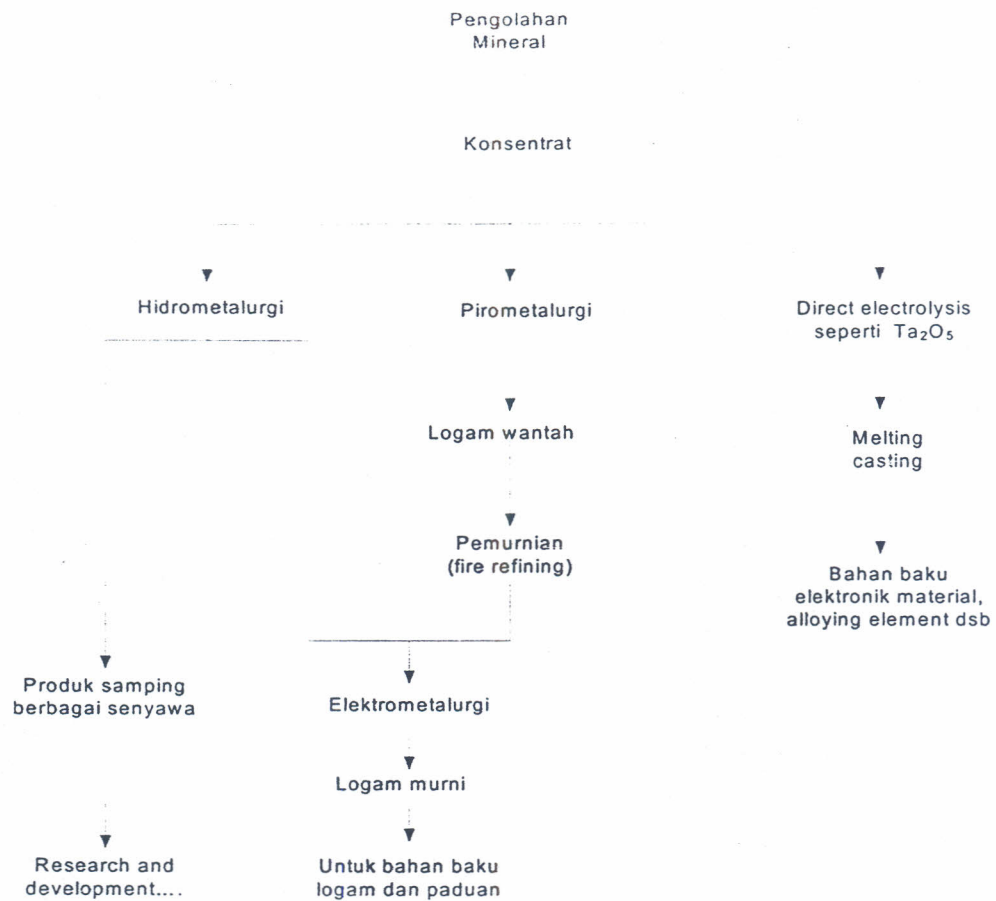 Pengolahan
Mineral
Konsentrat
Hidrometalurgi
Pirometalurgi
Direct electrolysis
seperti Ta₂O₅
Logam wantah
Melting
casting
Pemurnian
(fire refining)
Bahan baku
elektronik material,
alloying element dsb
Produk samping
berbagai senyawa
Elektrometalurgi
Logam murni
Research and
development....
Untuk bahan baku
logam dan paduan